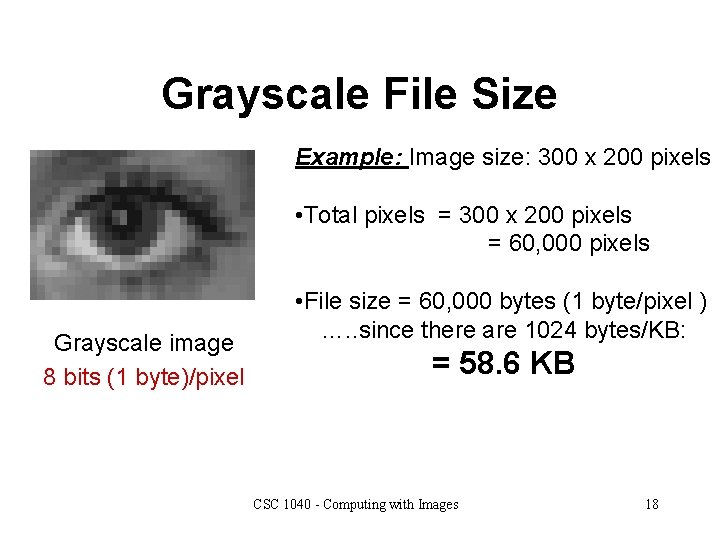 Grayscale File Size
Example: Image size: 300 x 200 pixels
•Total pixels = 300 x 200 pixels
= 60, 000 pixels
•File size = 60, 000 bytes (1 byte/pixel )
…..since there are 1024 bytes/KB:
= 58. 6 KB
Grayscale image
8 bits (1 byte)/pixel
CSC 1040 - Computing with Images
18